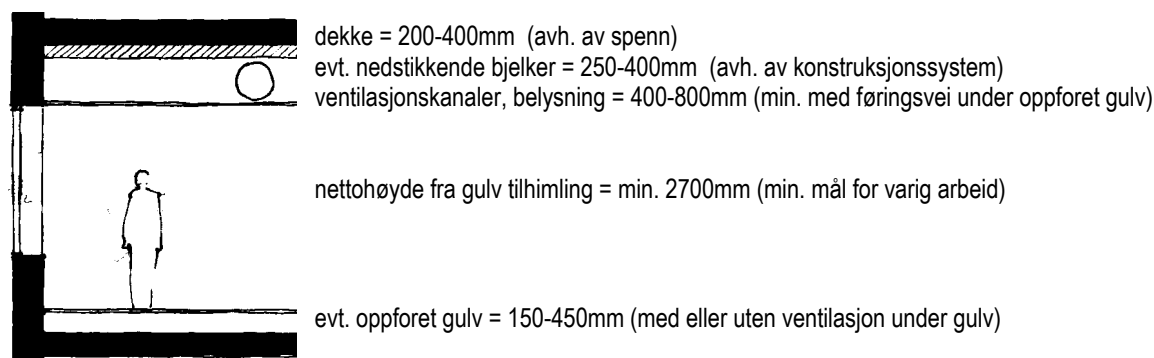 dekke = 200-400mm (avh. av spenn)
evt. nedstikkende bjelker = 250-400mm (avh. av konstruksjonssystem)
ventilasjonskanaler, belysning = 400-800mm (min. med føringsvei under oppforet gulv)
nettohøyde fra gulv tilhimling = min. 2700mm (min. mål for varig arbeid)
evt. oppforet gulv = 150-450mm (med eller uten ventilasjon under gulv)